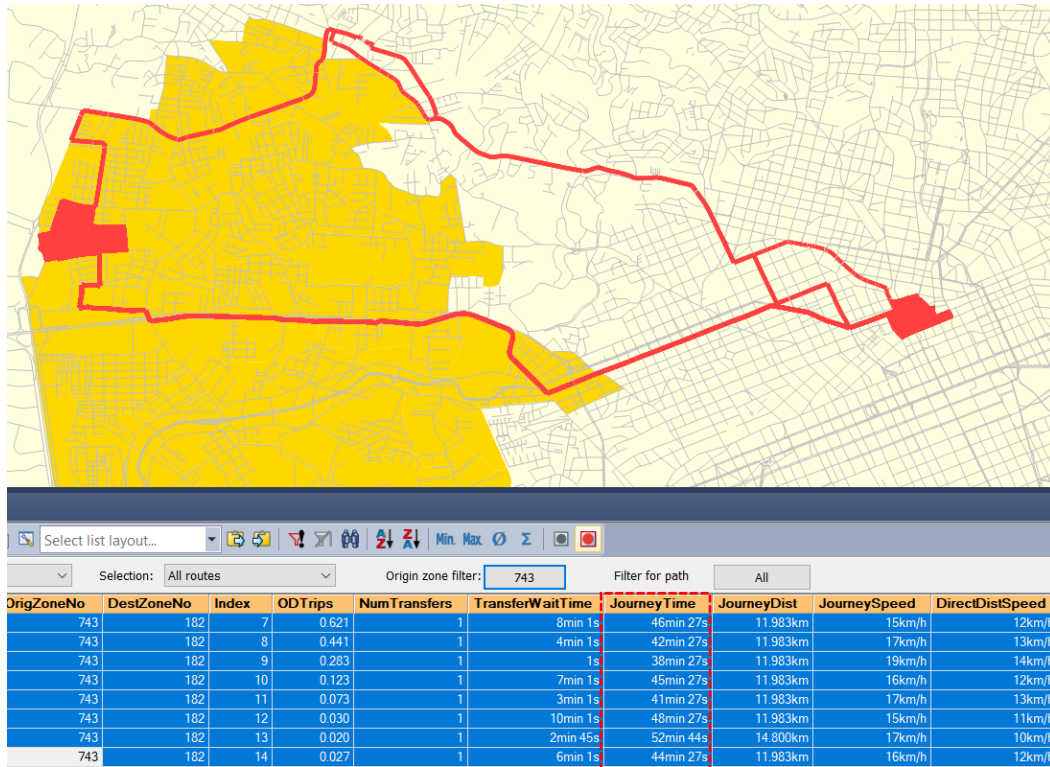 Select list layout... Min. Max. Ø Σ
Selection: All routes Origin zone filter: 743 Filter for path All
OrigZoneNo DestZoneNo Index ODTrips NumTransfers TransferWaitTime JourneyTime JourneyDist JourneySpeed DirectDistSpeed
743 182 7 0.621 1 8min 1s 46min 27s 11.983km 15km/h 12km/
743 182 8 0.441 1 4min 1s 42min 27s 11.983km 17km/h 13km/
743 182 9 0.283 1 1s 38min 27s 11.983km 19km/h 14km/
743 182 10 0.123 1 7min 1s 45min 27s 11.983km 16km/h 12km/
743 182 11 0.073 1 3min 1s 41min 27s 11.983km 17km/h 13km/
743 182 12 0.030 1 10min 1s 48min 27s 11.983km 15km/h 11km/
743 182 13 0.020 1 2min 45s 52min 44s 14.800km 17km/h 10km/
743 182 14 0.027 1 6min 1s 44min 27s 11.983km 16km/h 12km/